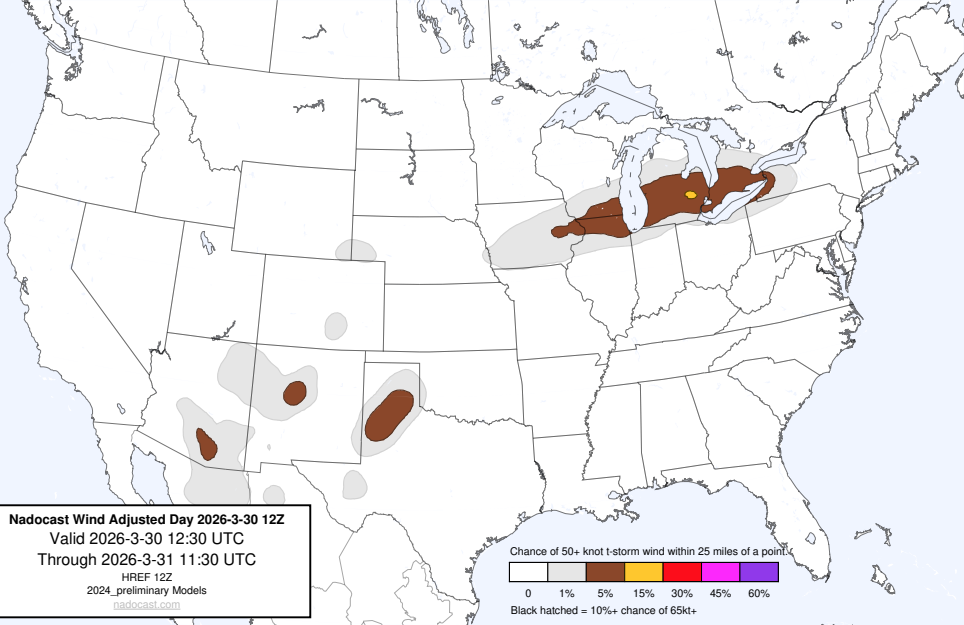 Nadocast Wind Adjusted Day 2026-3-30 12Z
Valid 2026-3-30 12:30 UTC
Through 2026-3-31 11:30 UTC
HREF 12Z
2024_preliminary Models
nadocast.com
Chance of 50+ knot t-storm wind within 25 miles of a point.
0 1% 5% 15% 30% 45% 60%
Black hatched = 10%+ chance of 65kt+